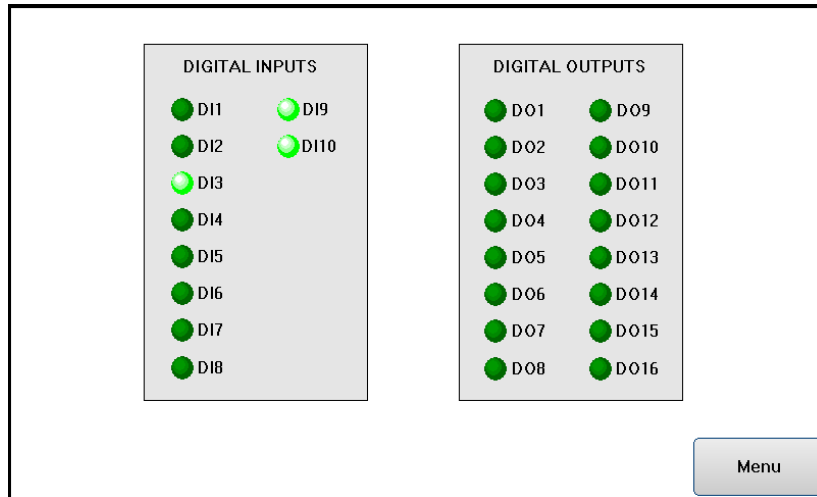 DIGITAL INPUTS
DI1 DI9
DI2 DI10
DI3
DI4
DI5
DI6
DI7
DI8
DIGITAL OUTPUTS
DO1 DO9
DO2 DO10
DO3 DO11
DO4 DO12
DO5 DO13
DO6 DO14
DO7 DO15
DO8 DO16
Menu